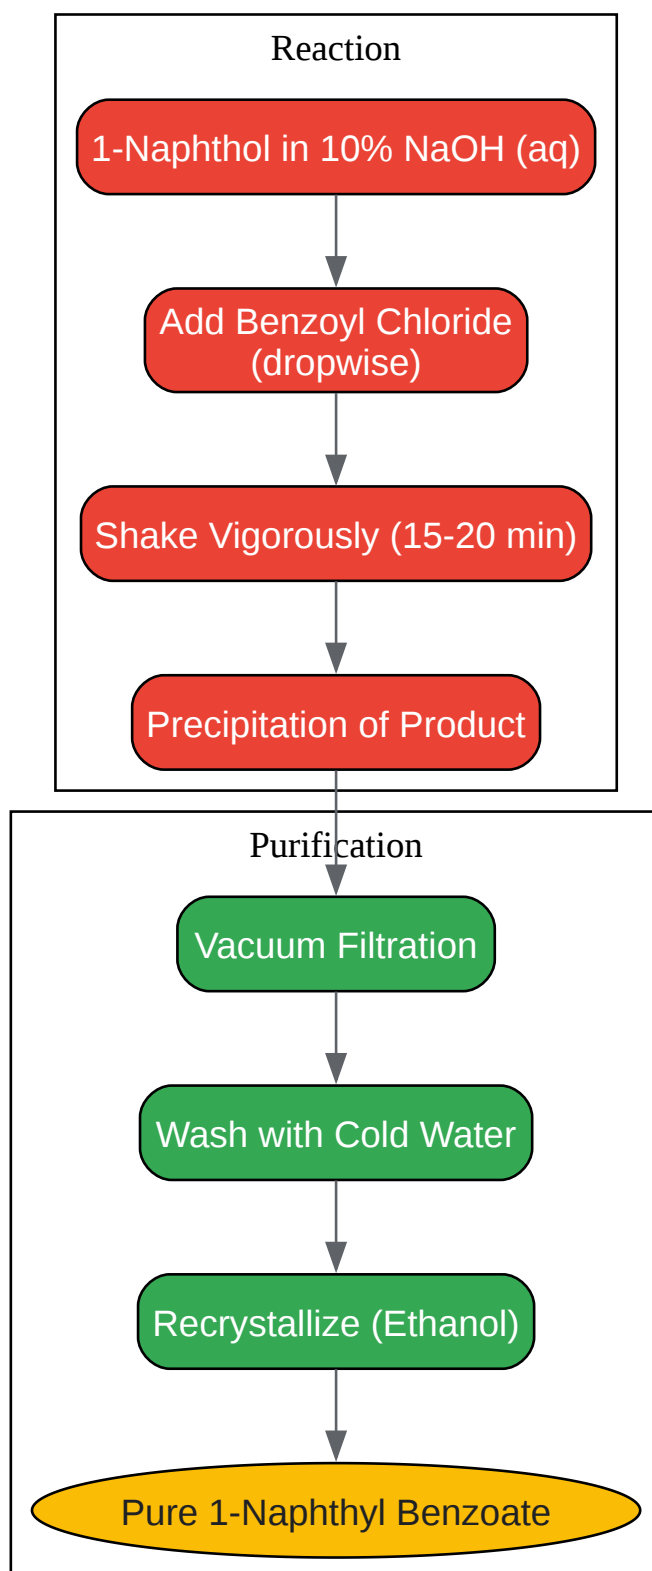 Reaction
1-Naphthol in 10% NaOH (aq)
Add Benzoyl Chloride
(dropwise)
Shake Vigorously (15-20 min)
Precipitation of Product
Purification
Vacuum Filtration
Wash with Cold Water
Recrystallize (Ethanol)
Pure 1-Naphthyl Benzoate